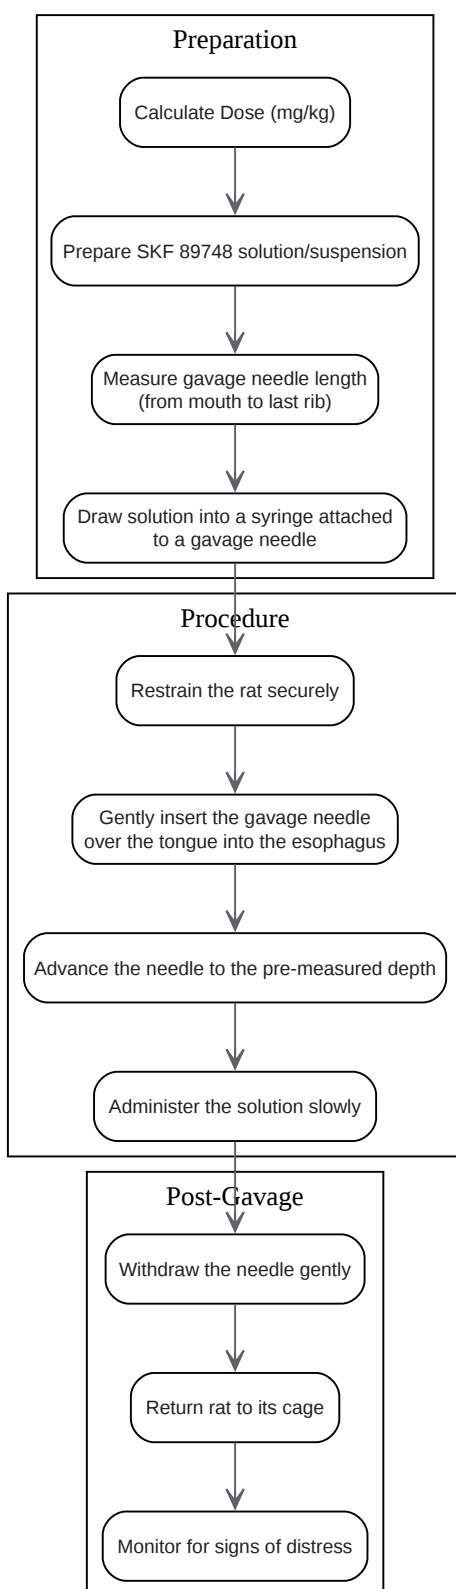 Preparation
Calculate Dose (mg/kg)
Prepare SKF 89748 solution/suspension
Measure gavage needle length
(from mouth to last rib)
Draw solution into a syringe attached
to a gavage needle
Procedure
Restrain the rat securely
Gently insert the gavage needle
over the tongue into the esophagus
Advance the needle to the pre-measured depth
Administer the solution slowly
Post-Gavage
Withdraw the needle gently
Return rat to its cage
Monitor for signs of distress